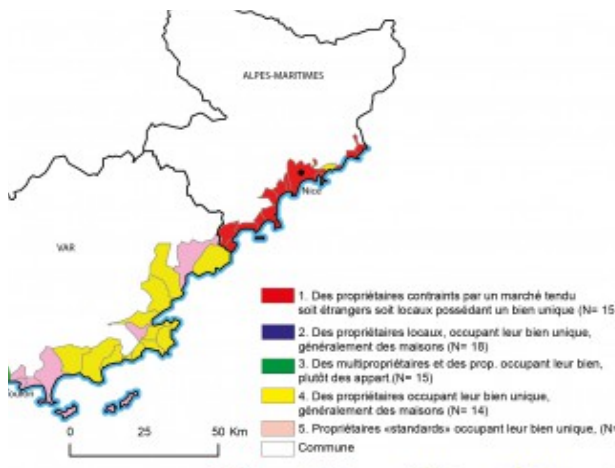 ALPES-MARITIMES
Nice
VAR
1. Des propriétaires contraints par un marché tendu
soit étrangers soit locaux possédant un bien unique (N= 15
2. Des propriétaires locaux, occupant leur bien unique,
généralement des maisons (N= 18)
3. Des multipropriétaires et des prop. occupant leur bien,
plutôt des appart.(N= 15)
4. Des propriétaires occupant leur bien unique,
généralement des maisons (N= 14)
5. Propriétaires «standards» occupant leur bien unique, (N=
Commune
oulon
0 25 50 Km